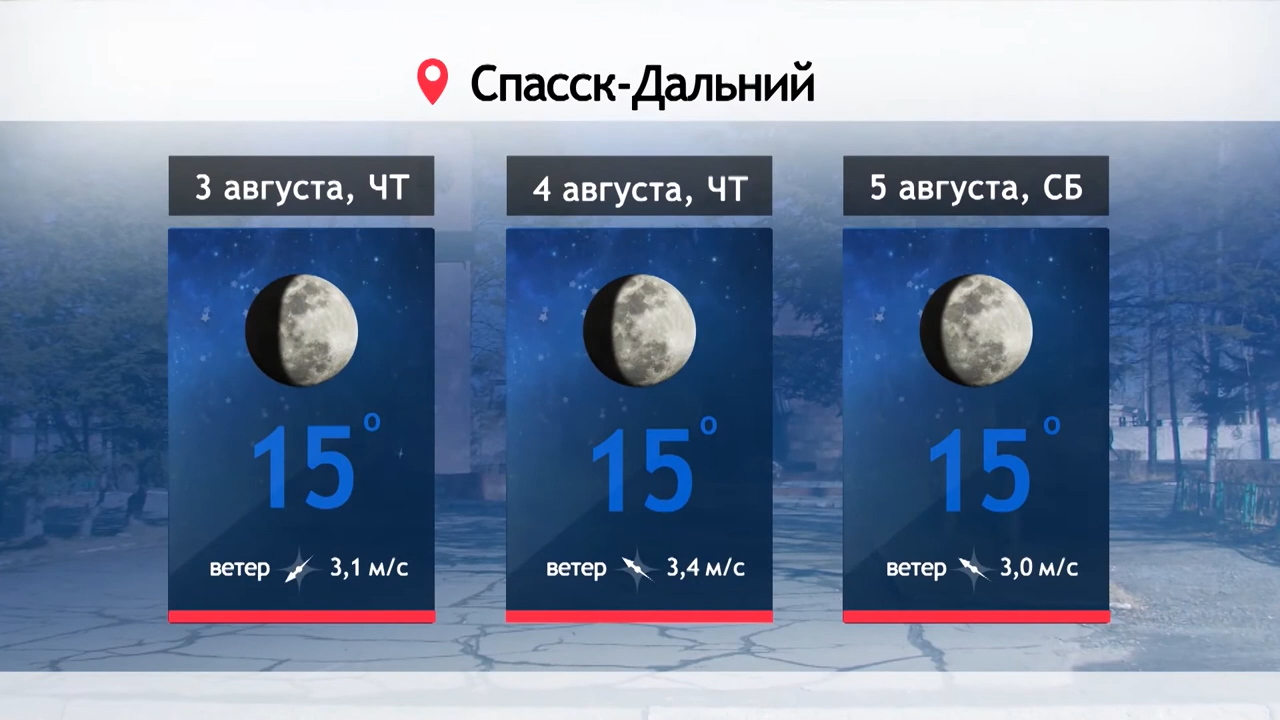 Спасск-Дальний
3 августа, ЧТ
15°
ветер 3,1 м/с
4 августа, ЧТ
15°
ветер 3,4 м/с
5 августа, СБ
15°
ветер 3,0 м/с